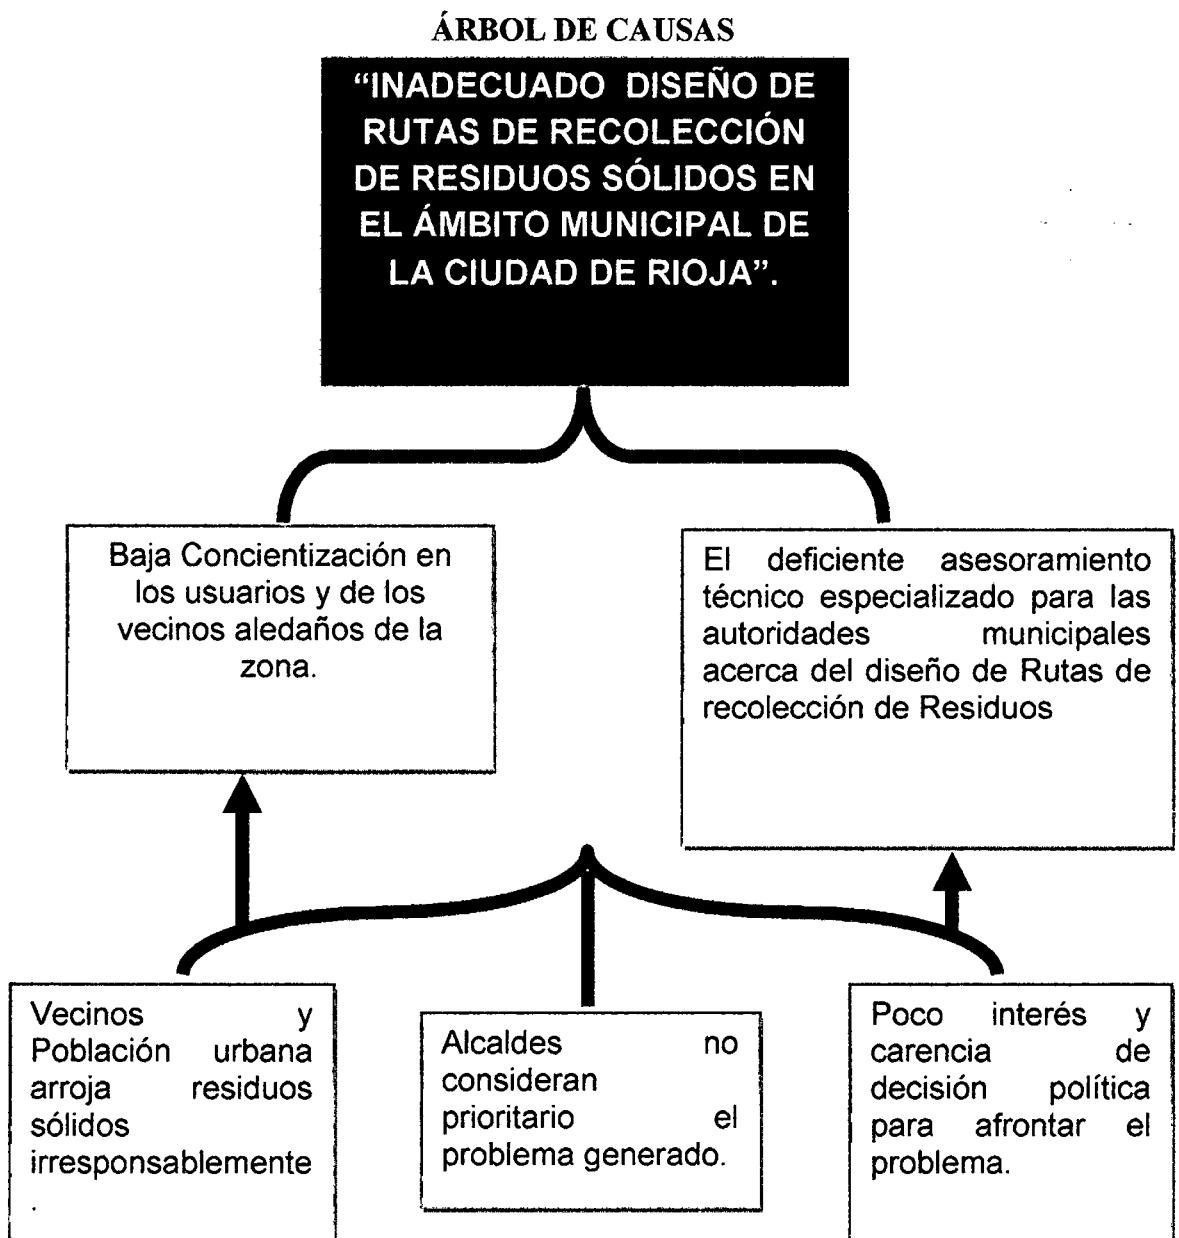 ÁRBOL DE CAUSAS
“INADECUADO DISEÑO DE
RUTAS DE RECOLECCIÓN
DE RESIDUOS SÓLIDOS EN
EL ÁMBITO MUNICIPAL DE
LA CIUDAD DE RIOJA”.
Baja Concientización en
los usuarios y de los
vecinos aledaños de la
zona.
El deficiente asesoramiento
técnico especializado para las
autoridades municipales
acerca del diseño de Rutas de
recolección de Residuos
Vecinos y
Población urbana
arroja residuos
sólidos
irresponsablemente
.
Alcaldes no
consideran
prioritario el
problema generado.
Poco interés y
carencia de
decisión política
para afrontar el
problema.